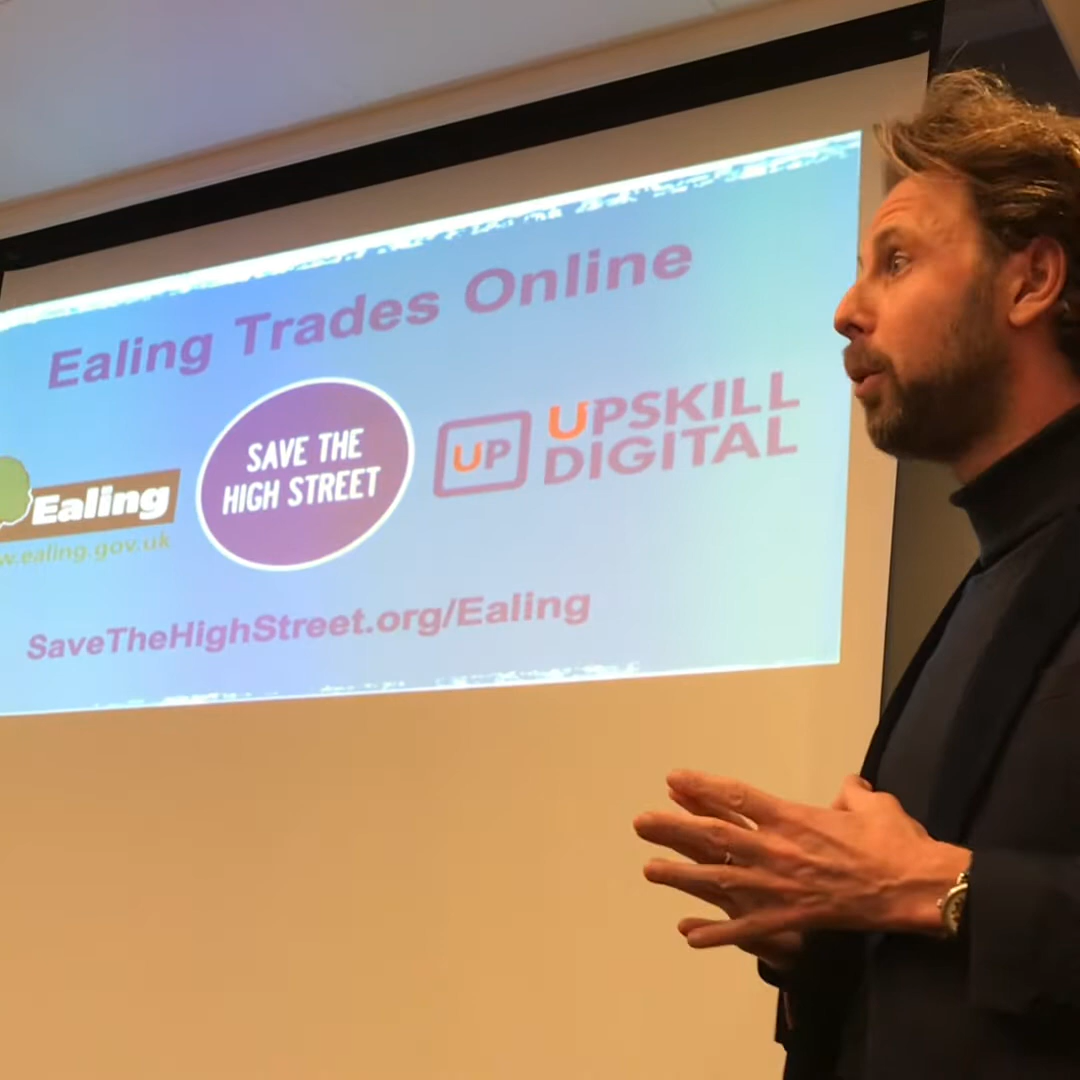 Ealing Trades Online
Ealing
w.ealing.gov.uk
SAVE THE
HIGH STREET
UP
UPSKILL
DIGITAL
SaveTheHighStreet.org/Ealing